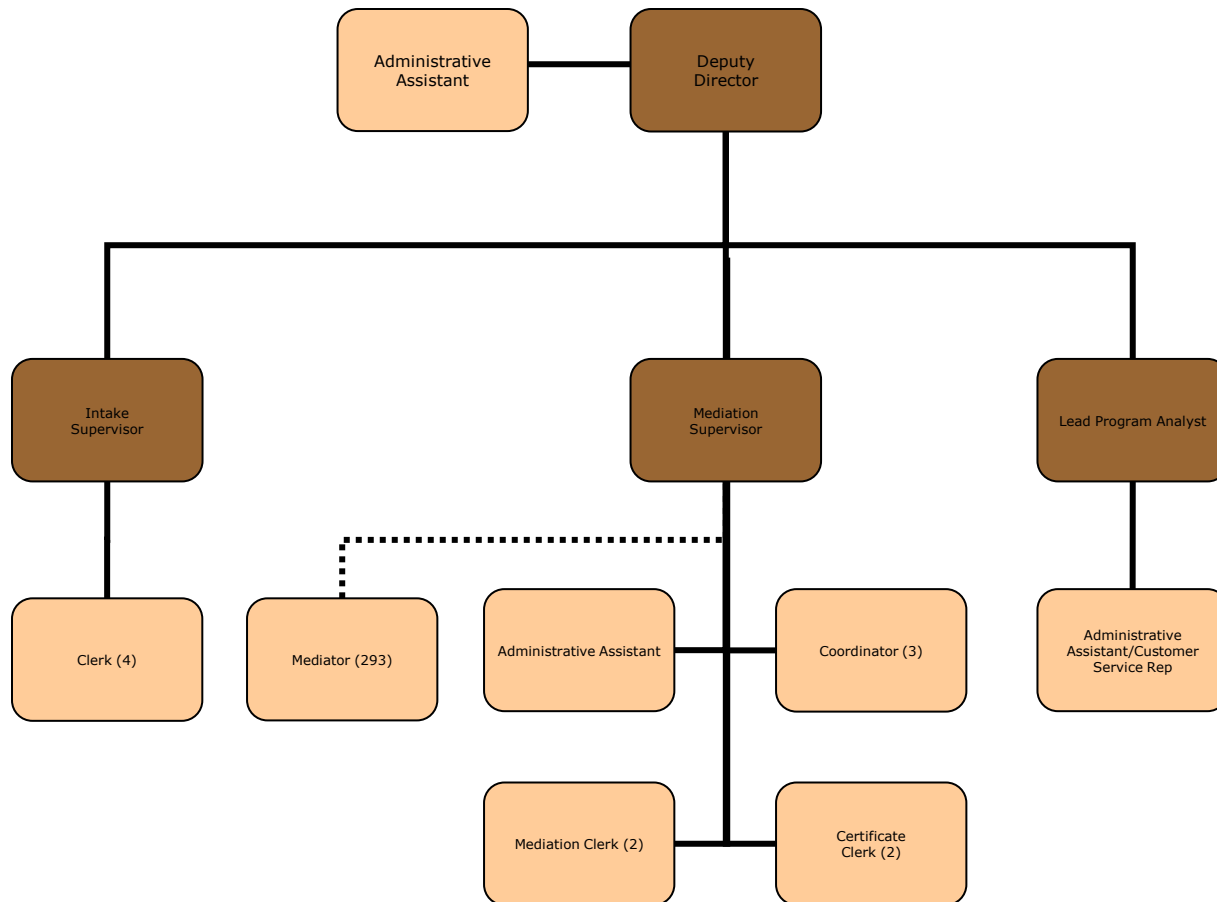 Administrative
Assistant
Deputy
Director
Intake
Supervisor
Mediation
Supervisor
Lead Program Analyst
Clerk (4)
Mediator (293)
Administrative Assistant
Coordinator (3)
Administrative
Assistant/Customer
Service Rep
Mediation Clerk (2)
Certificate
Clerk (2)